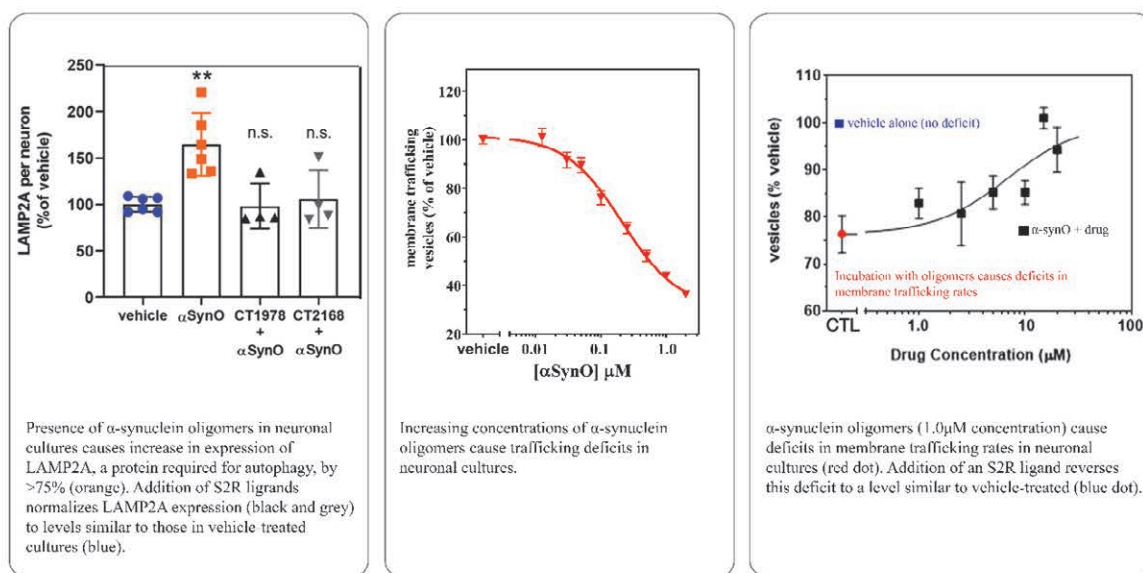 250
200
150
100
50
0
LAMP2A per neuron
(%of vehicle)
**
n.s.
n.s.
vehicle
αSynO
CT1978
+
αSynO
CT2168
+
αSynO
Presence of α-synuclein oligomers in neuronal
cultures causes increase in expression of
LAMP2A, a protein required for autophagy, by
>75% (orange). Addition of S2R ligrands
normalizes LAMP2A expression (black and grey)
to levels similar to those in vehicle-treated
cultures (blue).
120
100
80
60
40
20
membrane trafficking
vesicles (% of vehicle)
vehicle
0.01
0.1
1.0
[αSynO] μM
Increasing concentrations of α-synuclein
oligomers cause trafficking deficits in
neuronal cultures.
110
100
90
80
70
60
vesicles (% vehicle)
vehicle alone (no deficit)
α-synO + drug
Incubation with oligomers causes deficits in
membrane trafficking rates
CTL
1.0
10
100
Drug Concentration (μM)
α-synuclein oligomers (1.0μM concentration) cause
deficits in membrane trafficking rates in neuronal
cultures (red dot). Addition of an S2R ligand reverses
this deficit to a level similar to vehicle-treated (blue dot).